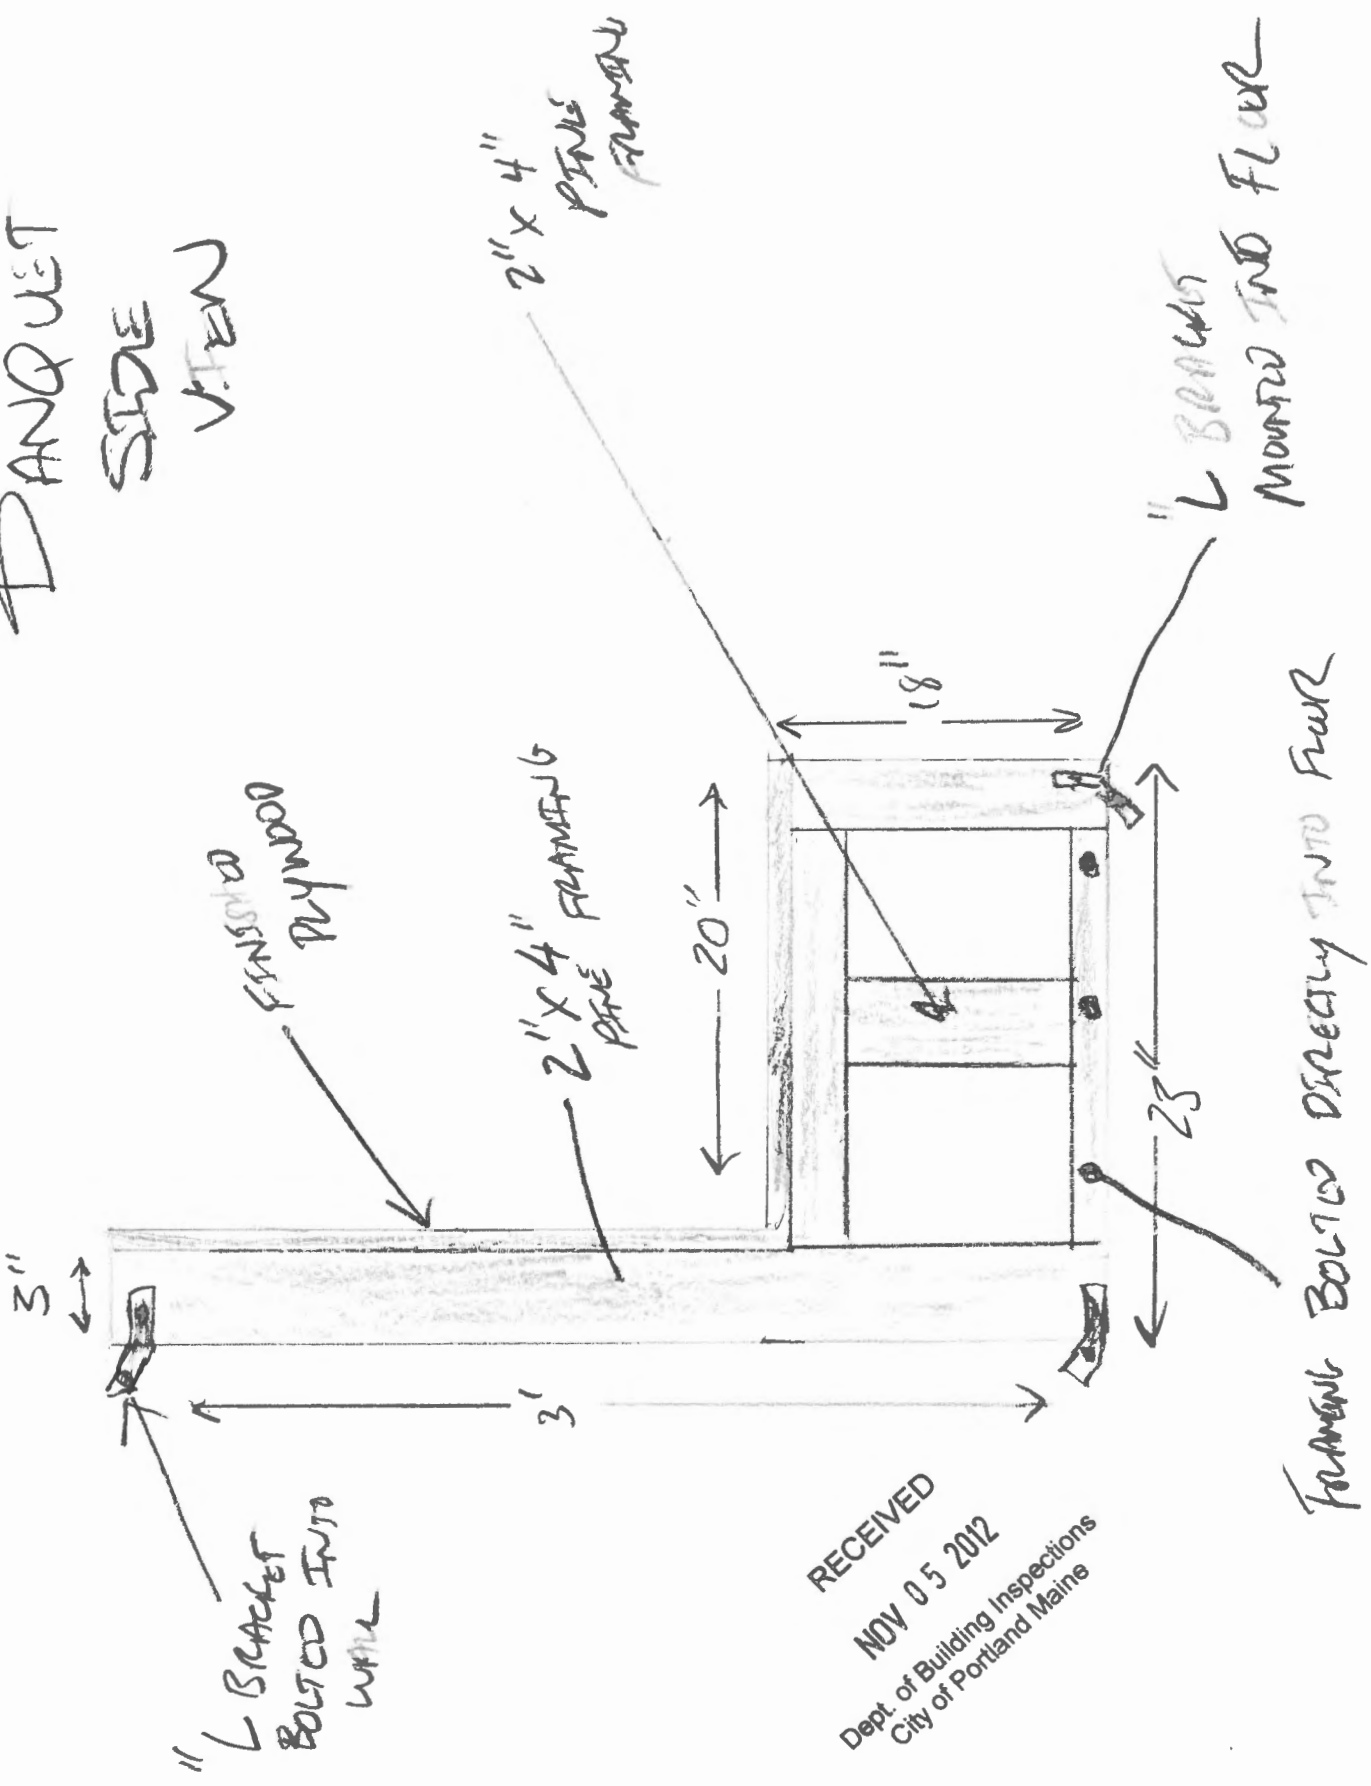 BANQUET
SIDE
VIEW
3"
FINISHED
PLYWOOD
2" x 4"
PINE FRAMING
2" x 4"
PINE
FRAMING
20"
18"
3'
23"
"L BRACKET
BOLTED INTO
WALL
"L BRACKET
MOUNTED INTO FLOOR
FRAMING BOLTED DIRECTLY INTO FLOOR
RECEIVED
NOV 05 2012
Dept. of Building Inspections
City of Portland Maine